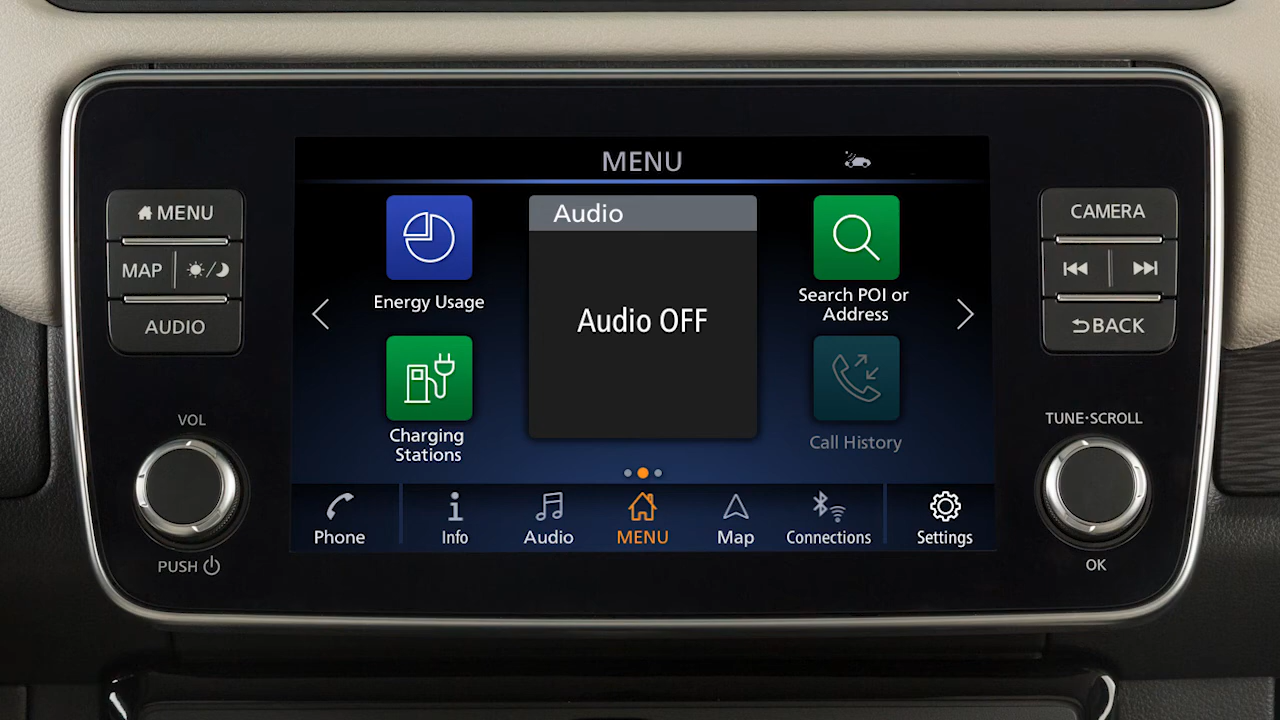 MENU
MENU
MAP
AUDIO
VOL
PUSH
Energy Usage
Charging
Stations
Audio
Audio OFF
Search POI or
Address
Call History
Phone
Info
Audio
MENU
Map
Connections
Settings
CAMERA
BACK
TUNE·SCROLL
OK